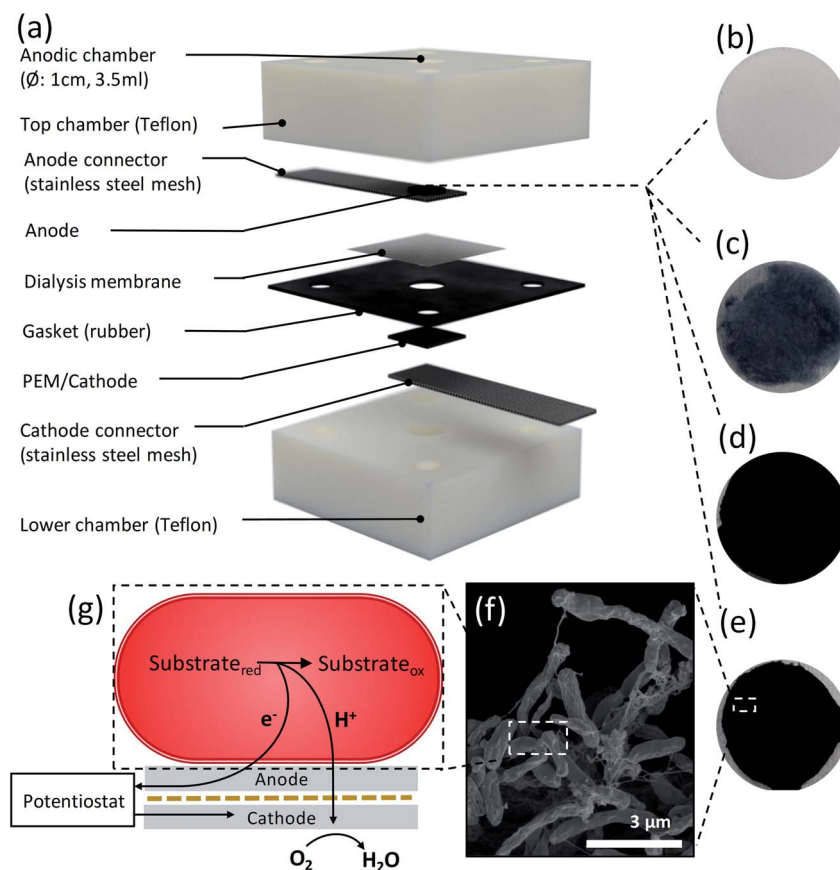 (a)
Anodic chamber
(Ø: 1cm, 3.5ml)
Top chamber (Teflon)
Anode connector
(stainless steel mesh)
Anode
Dialysis membrane
Gasket (rubber)
PEM/Cathode
Cathode connector
(stainless steel mesh)
Lower chamber (Teflon)
(b)
(c)
(d)
(e)
(f)
3 µm
(g)
Substrate_red → Substrate_ox
e⁻
H⁺
Anode
Potentiostat
Cathode
O₂
H₂O